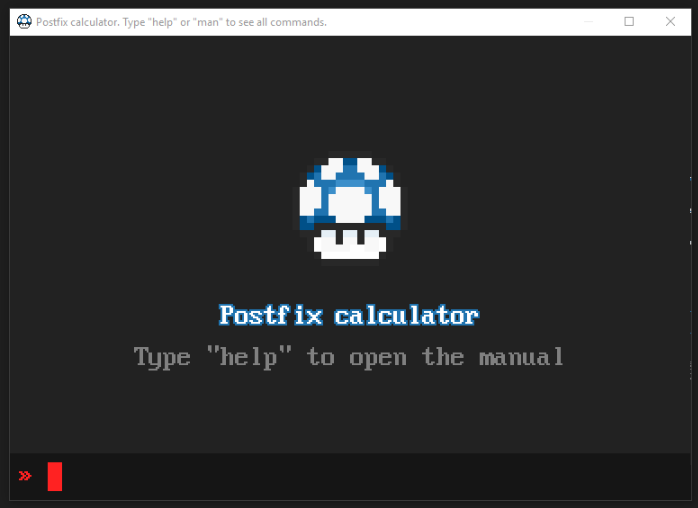 Postfix calculator. Type "help" or "man" to see all commands.
Postfix calculator
Type "help" to open the manual
»